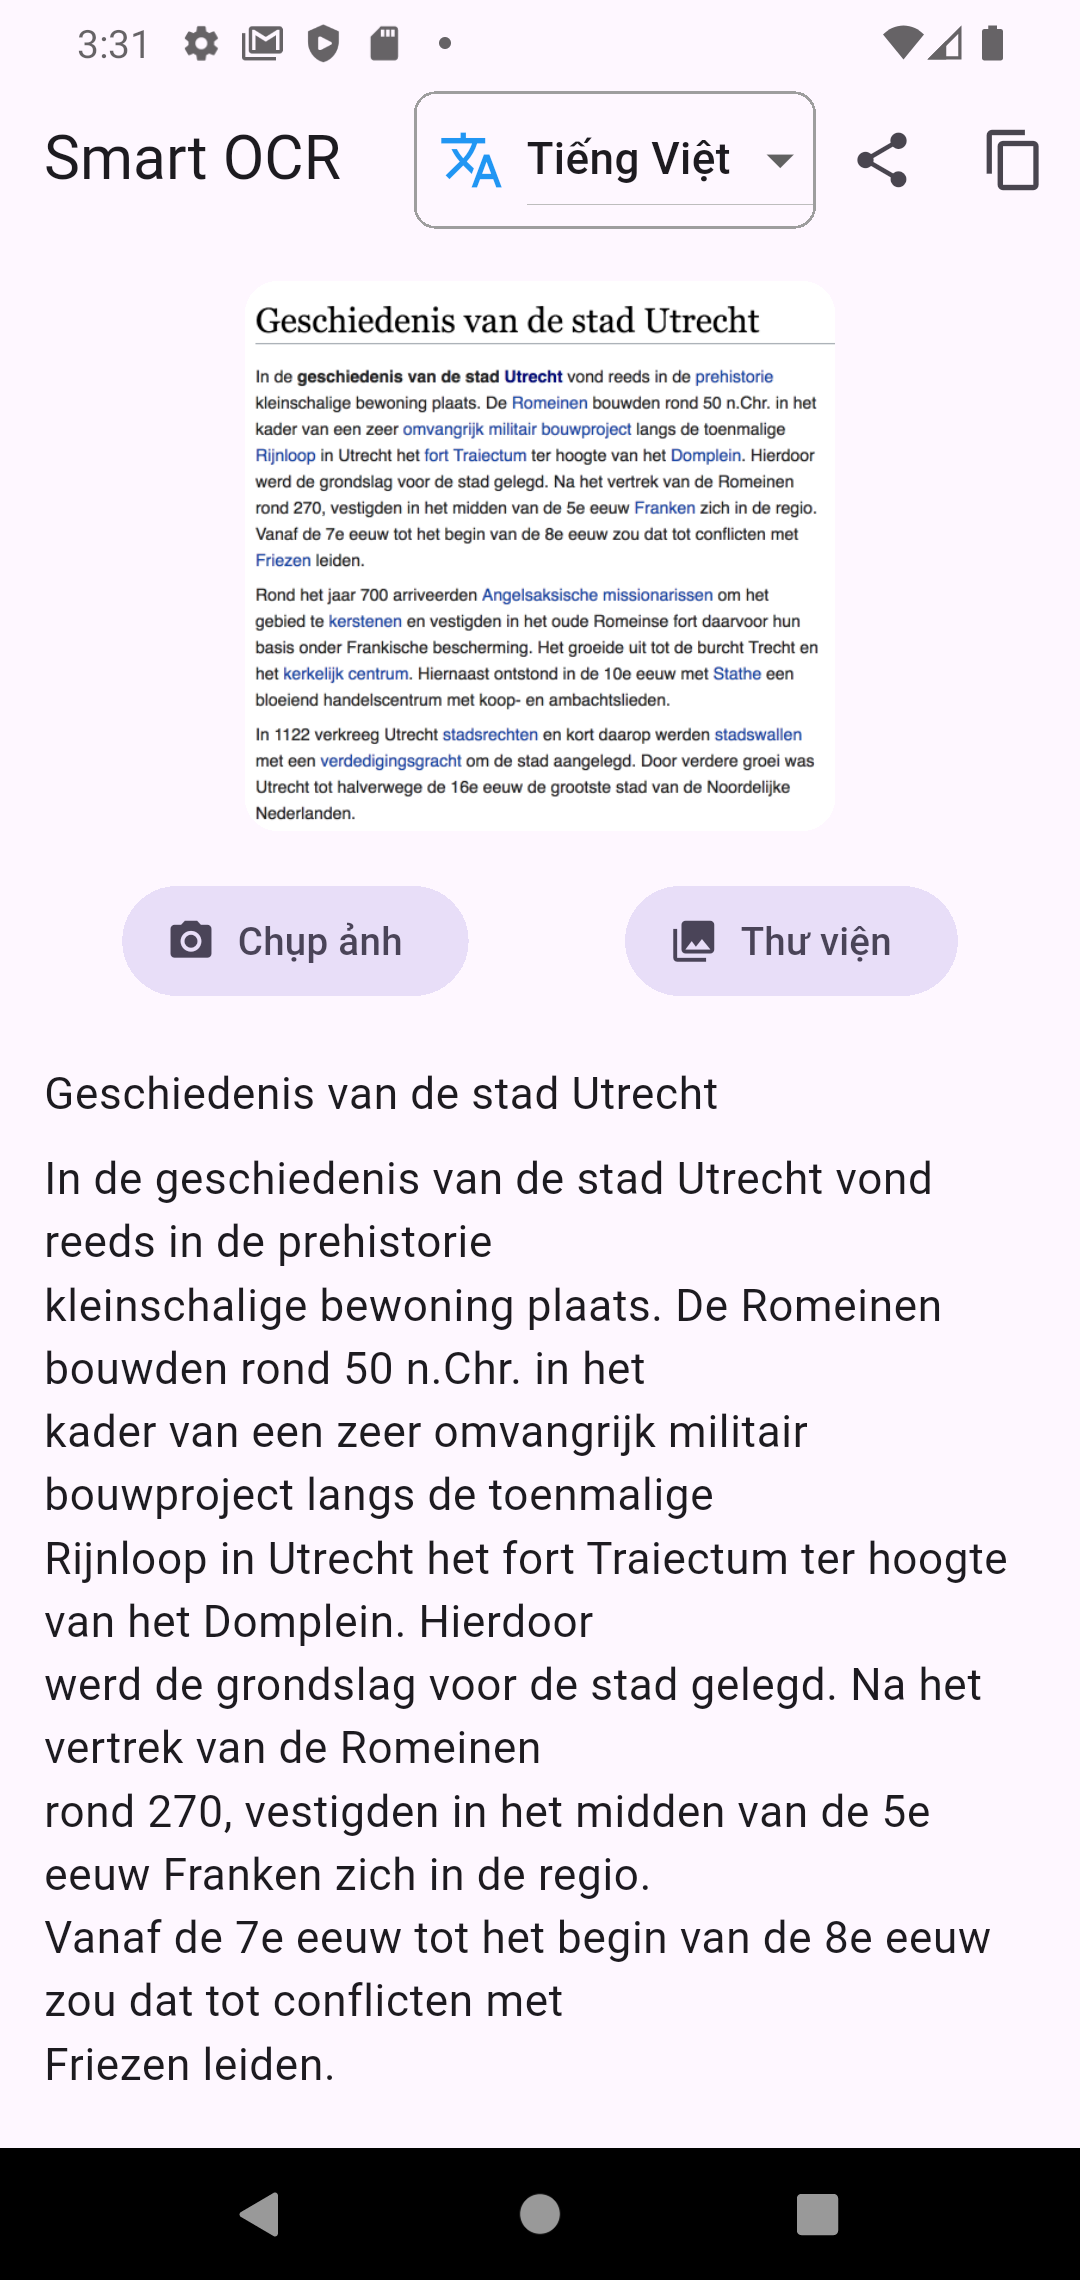 3:31
Smart OCR
Tiếng Việt
Geschiedenis van de stad Utrecht
In de geschiedenis van de stad Utrecht vond reeds in de prehistorie
kleinschalige bewoning plaats. De Romeinen bouwden rond 50 n.Chr. in het
kader van een zeer omvangrijk militair bouwproject langs de toenmalige
Rijnloop in Utrecht het fort Traiectum ter hoogte van het Domplein. Hierdoor
werd de grondslag voor de stad gelegd. Na het vertrek van de Romeinen
rond 270, vestigden in het midden van de 5e eeuw Franken zich in de regio.
Vanaf de 7e eeuw tot het begin van de 8e eeuw zou dat tot conflicten met
Friezen leiden.
Rond het jaar 700 arriveerden Angelsaksische missionarissen om het
gebied te kerstenen en vestigden in het oude Romeinse fort daarvoor hun
basis onder Frankische bescherming. Het groeide uit tot de burcht Trecht en
het kerkelijk centrum. Hiernaast ontstond in de 10e eeuw met Stathe een
bloeiend handelscentrum met koop- en ambachtslieden.
In 1122 verkreeg Utrecht stadsrechten en kort daarop werden stadswallen
met een verdedigingsgracht om de stad aangelegd. Door verdere groei was
Utrecht tot halverwege de 16e eeuw de grootste stad van de Noordelijke
Nederlanden.
Chụp ảnh
Thư viện
Geschiedenis van de stad Utrecht
In de geschiedenis van de stad Utrecht vond
reeds in de prehistorie
kleinschalige bewoning plaats. De Romeinen
bouwden rond 50 n.Chr. in het
kader van een zeer omvangrijk militair
bouwproject langs de toenmalige
Rijnloop in Utrecht het fort Traiectum ter hoogte
van het Domplein. Hierdoor
werd de grondslag voor de stad gelegd. Na het
vertrek van de Romeinen
rond 270, vestigden in het midden van de 5e
eeuw Franken zich in de regio.
Vanaf de 7e eeuw tot het begin van de 8e eeuw
zou dat tot conflicten met
Friezen leiden.